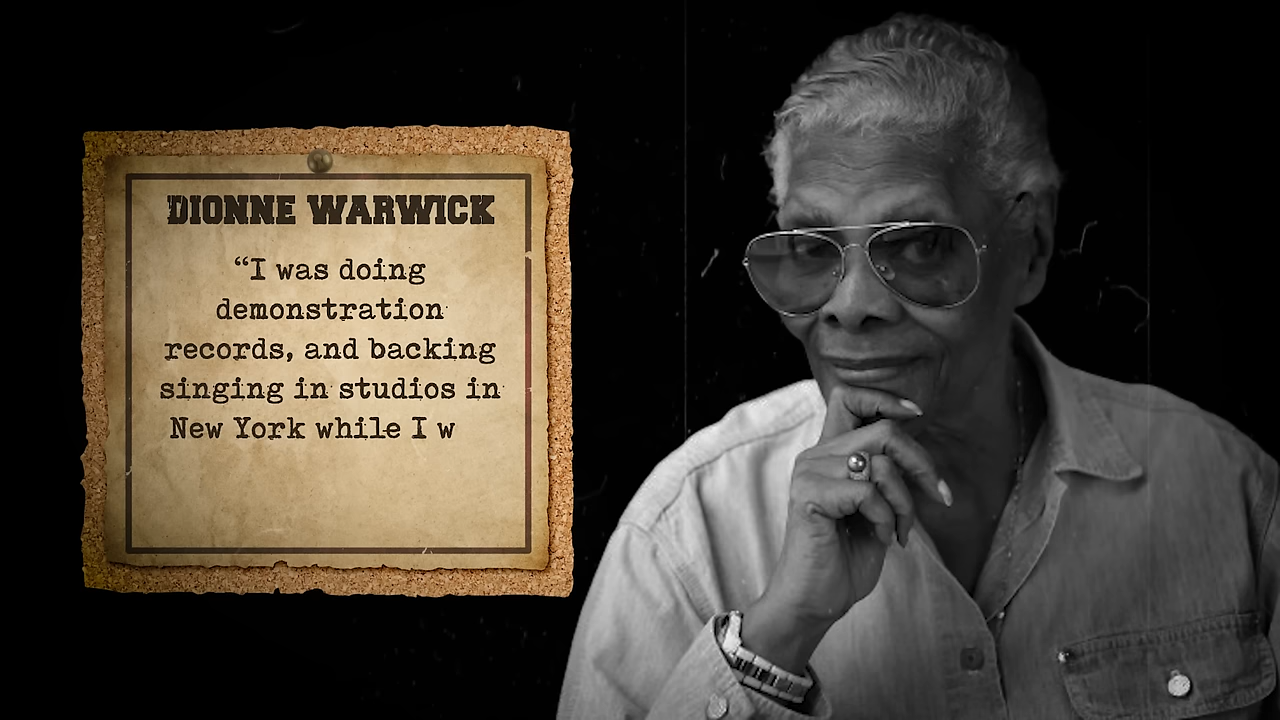 DIONNE WARWICK
“I was doing
demonstration
records, and backing
singing in studios in
New York while I w